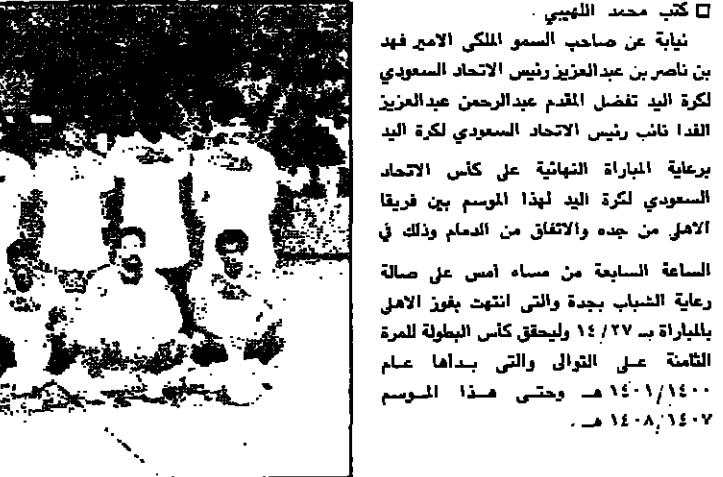 □ كتب محمد اللهيبي .
نيابة عن صاحب السمو الملكي الامير فهد
بن ناصر بن عبدالعزيز رئيس الاتحاد السعودي
لكرة اليد تفضل المقدم عبدالرحمن عبدالعزيز
القدا نائب رئيس الاتحاد السعودي لكرة اليد
برعاية المباراة النهائية على كأس الاتحاد
السعودي لكرة اليد لهذا الموسم بين فريقا
الاهلي من جده والاتفاق من الدمام وذلك في
الساعة السابعة من مساء أمس على صالة
رعاية الشباب بجدة والتى انتهت بفوز الاهلي
بالمباراة بـ ١٤/٢٧ وليحقق كأس البطولة للمرة
الثامنة على التوالي والتى بدأها عام
١٤٠١/١٤٠٠ هـ وحتى هذا الموسم
١٤٠٨/١٤٠٧ هـ .